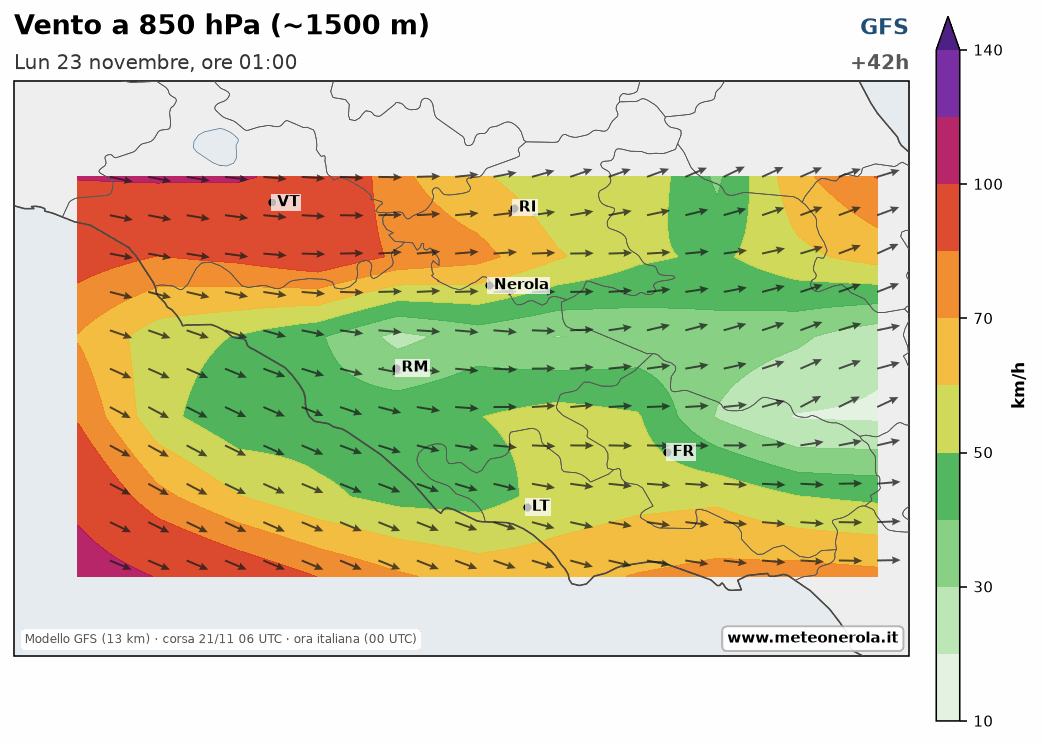 Vento a 850 hPa (~1500 m)
GFS
Lun 23 novembre, ore 01:00
+42h
140
100
70
50
30
10
km/h
VT
RI
Nerola
RM
FR
LT
Modello GFS (13 km) · corsa 21/11 06 UTC · ora italiana (00 UTC)
www.meteonerola.it